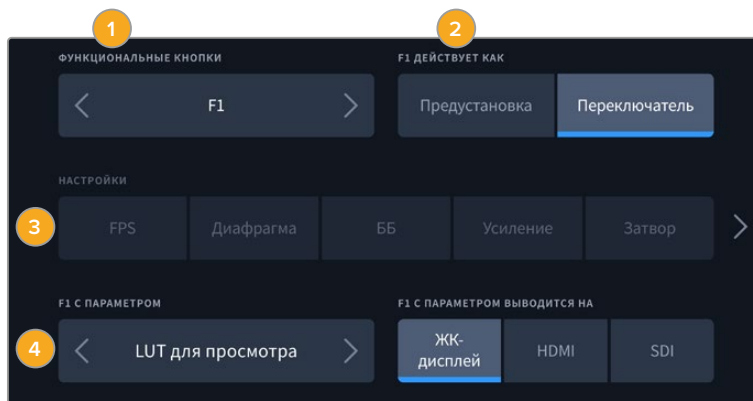 1
2
ФУНКЦИОНАЛЬНЫЕ КНОПКИ
F1 ДЕЙСТВУЕТ КАК
F1
Предустановка
Переключатель
НАСТРОЙКИ
3
FPS
Диафрагма
ББ
Усиление
Затвор
F1 С ПАРАМЕТРОМ
F1 С ПАРАМЕТРОМ ВЫВОДИТСЯ НА
4
LUT для просмотра
ЖК-
дисплей
HDMI
SDI